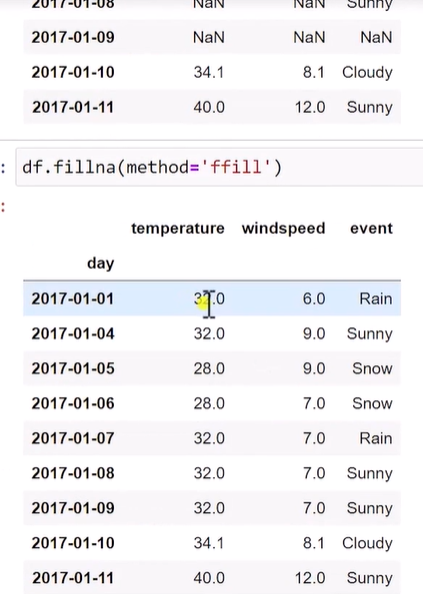 2017-01-08 NaN NaN Sunny
2017-01-09 NaN NaN NaN
2017-01-10 34.1 8.1 Cloudy
2017-01-11 40.0 12.0 Sunny
: df.fillna(method='ffill')
:
temperature windspeed event
day
2017-01-01 32.0 6.0 Rain
2017-01-04 32.0 9.0 Sunny
2017-01-05 28.0 9.0 Snow
2017-01-06 28.0 7.0 Snow
2017-01-07 32.0 7.0 Rain
2017-01-08 32.0 7.0 Sunny
2017-01-09 32.0 7.0 Sunny
2017-01-10 34.1 8.1 Cloudy
2017-01-11 40.0 12.0 Sunny